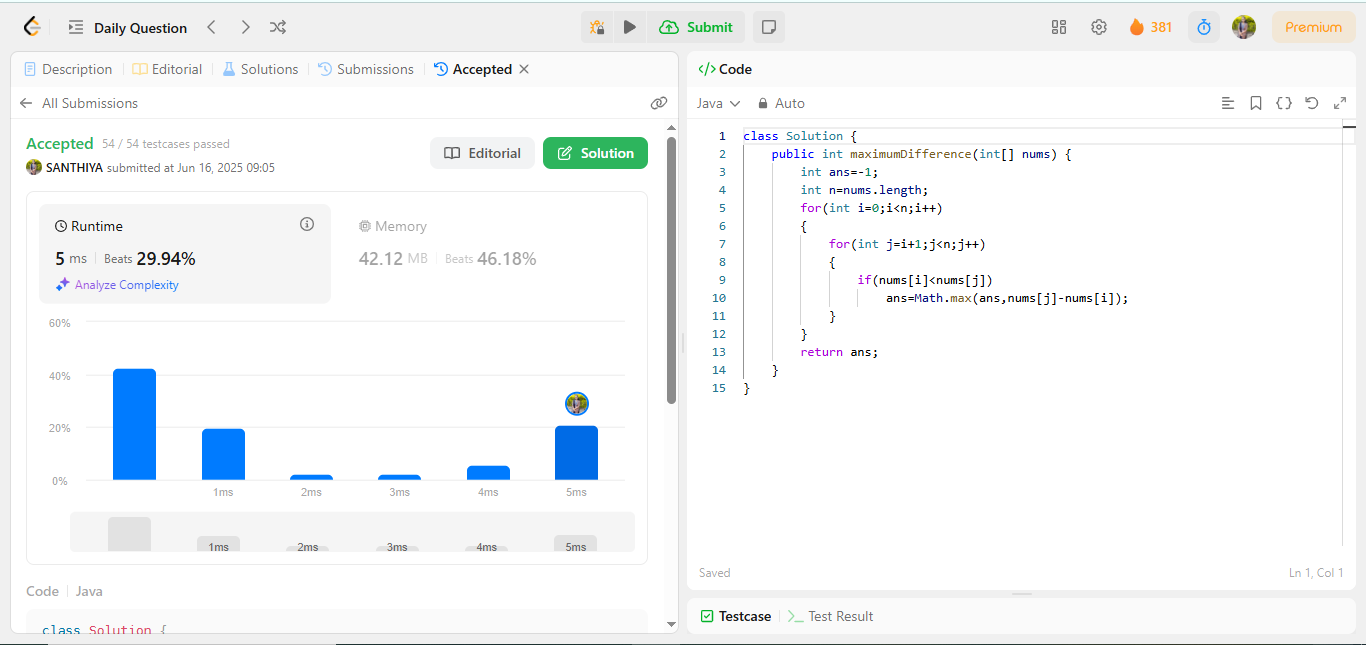 Daily Question
Submit
381
Premium
Description
Editorial
Solutions
Submissions
Accepted
All Submissions
Accepted 54 / 54 testcases passed
SANTHIYA submitted at Jun 16, 2025 09:05
Editorial
Solution
Runtime
5 ms Beats 29.94%
Analyze Complexity
Memory
42.12 MB Beats 46.18%
60%
40%
20%
0%
1ms 2ms 3ms 4ms 5ms
1ms 2ms 3ms 4ms 5ms
Code Java
class Solution {
</> Code
Java Auto
1 class Solution {
2 public int maximumDifference(int[] nums) {
3 int ans=-1;
4 int n=nums.length;
5 for(int i=0;i<n;i++)
6 {
7 for(int j=i+1;j<n;j++)
8 {
9 if(nums[i]<nums[j])
10 ans=Math.max(ans,nums[j]-nums[i]);
11 }
12 }
13 return ans;
14 }
15 }
Saved
Ln 1, Col 1
Testcase
Test Result